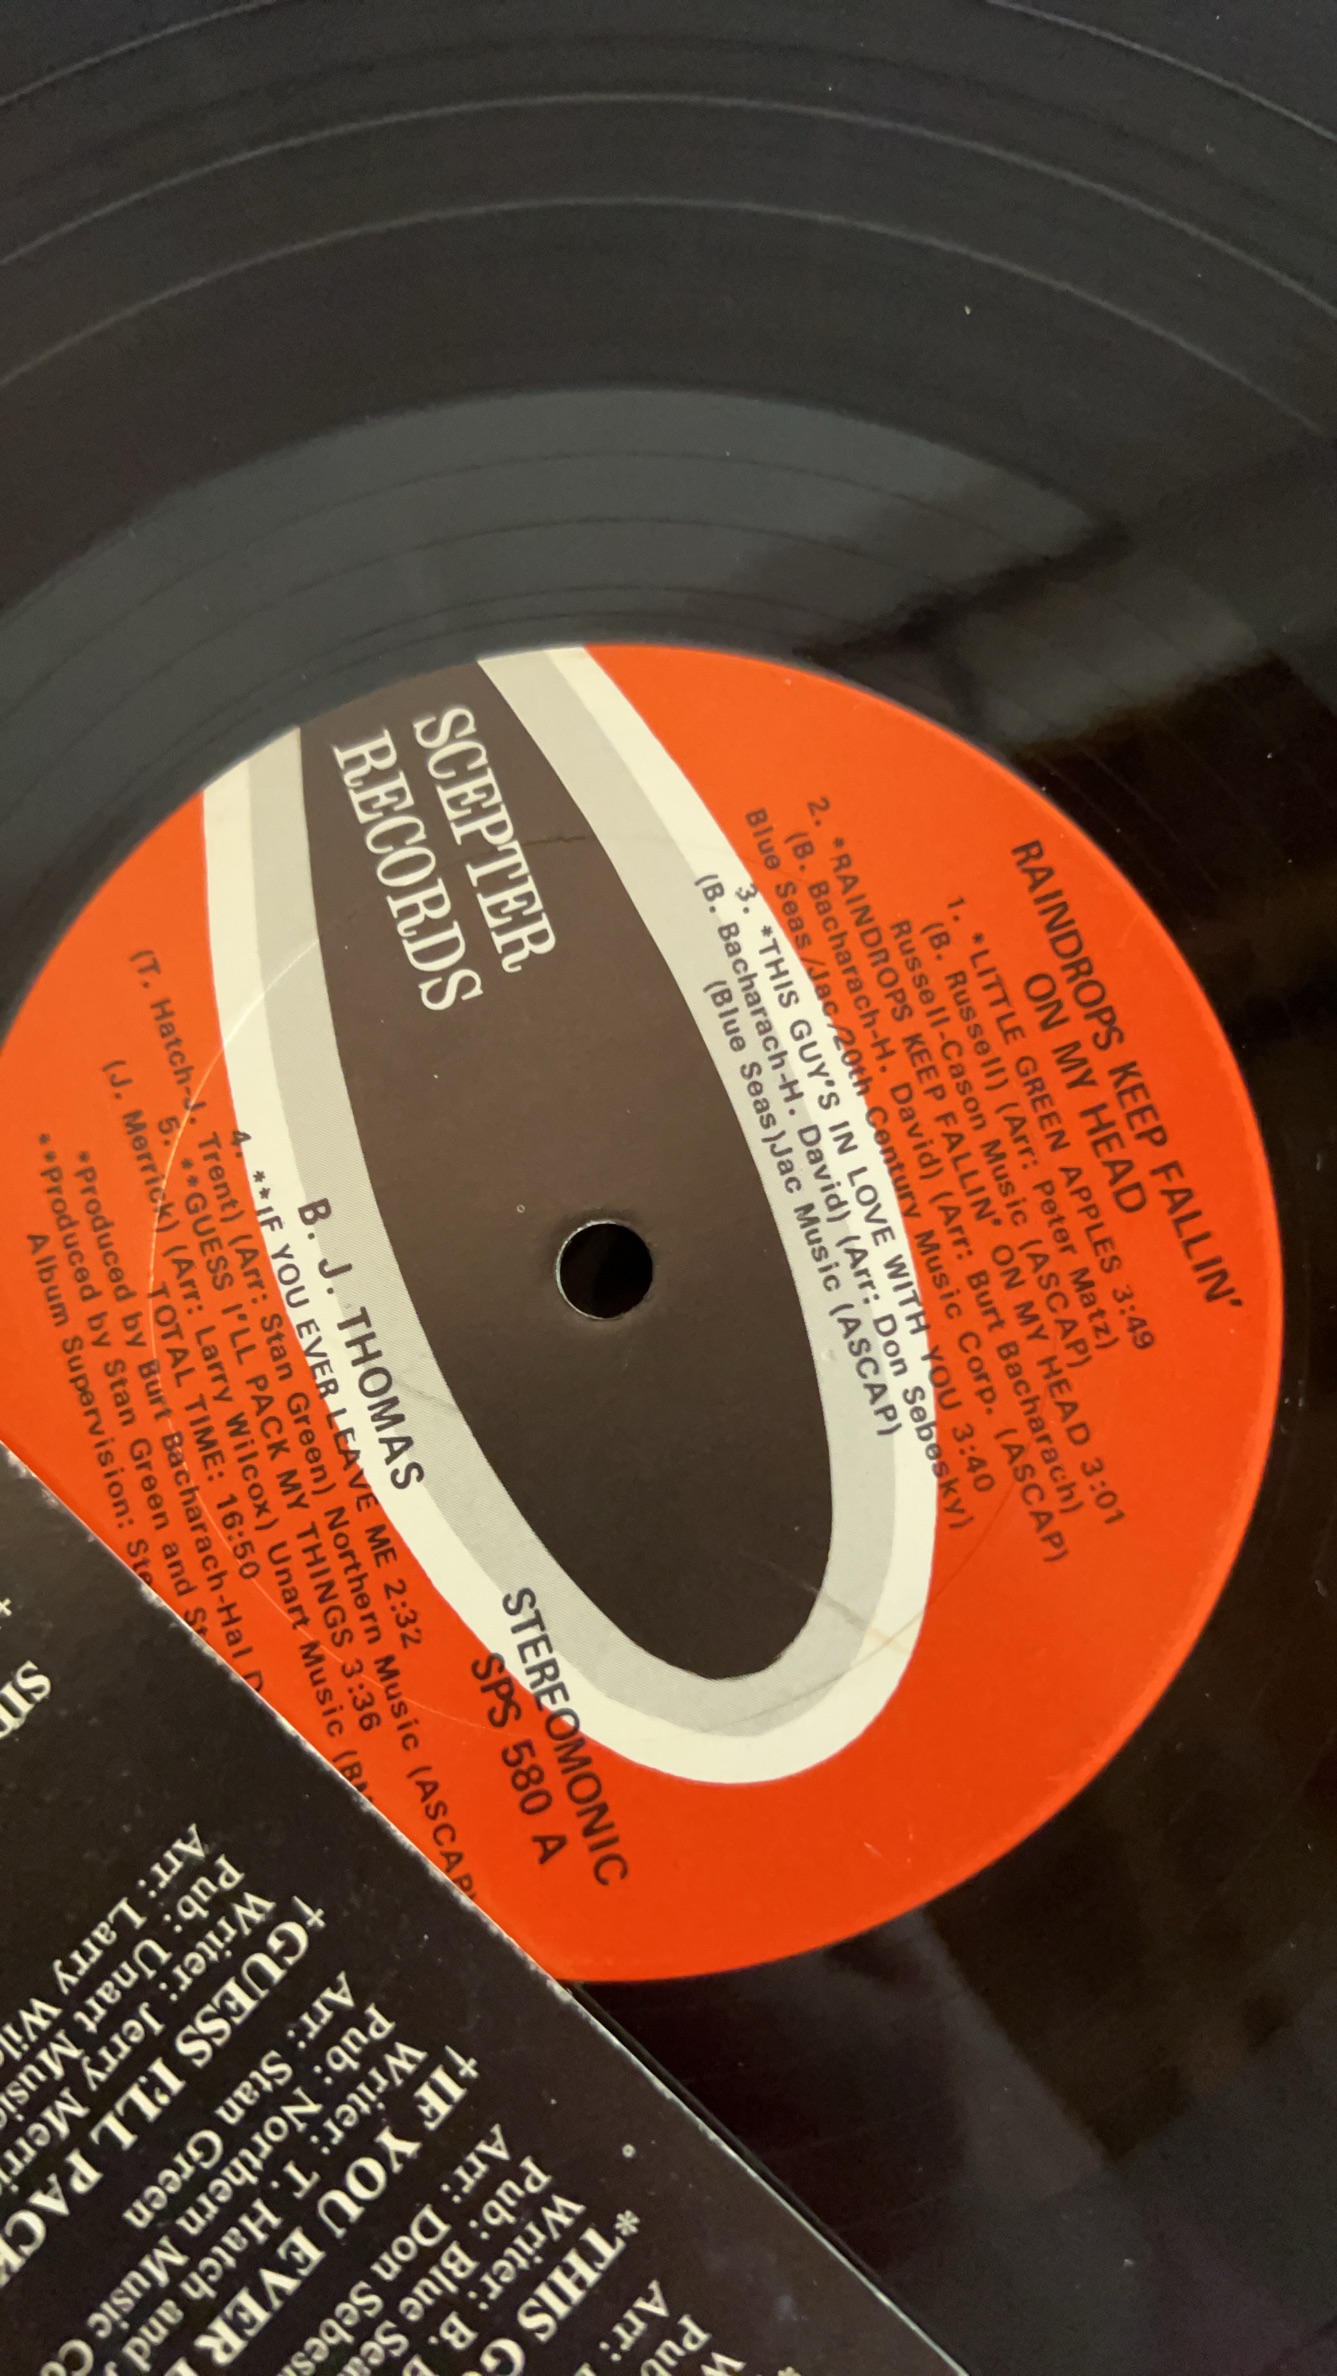 SCEPTER
RECORDS
RAINDROPS KEEP FALLIN'
ON MY HEAD
1. *LITTLE GREEN APPLES 3:49
(B. Russell) (Arr: Peter Matz)
Russell-Cason Music (ASCAP)
2. *RAINDROPS KEEP FALLIN' ON MY HEAD 3:01
(B. Bacharach-H. David) (Arr: Burt Bacharach)
Blue Seas/Jac/20th Century Music Corp. (ASCAP)
3. *THIS GUY'S IN LOVE WITH YOU 3:40
(B. Bacharach-H. David) (Arr: Don Sebesky)
(Blue Seas)Jac Music (ASCAP)
STEREOMONIC
SPS 580 A
B. J. THOMAS
4. **IF YOU EVER LEAVE ME 2:32
(T. Hatch-J. Trent) (Arr: Stan Green) Northern Music (ASCAP)
5. **GUESS I'LL PACK MY THINGS 3:36
(J. Merrick) (Arr: Larry Wilcox) Unart Music
TOTAL TIME: 16:50
*Produced by Burt Bacharach-Hal
**Produced by Stan Green and
Album Supervision:
*THIS
Writer: B.
Pub: Blue
Arr: Don
†IF YOU EVER
Writer: T. Hatch and
Pub: Northern Music
Arr: Stan Green
†GUESS I'LL PACK
Writer: Jerry
Pub: Unart Music
Arr: Larry